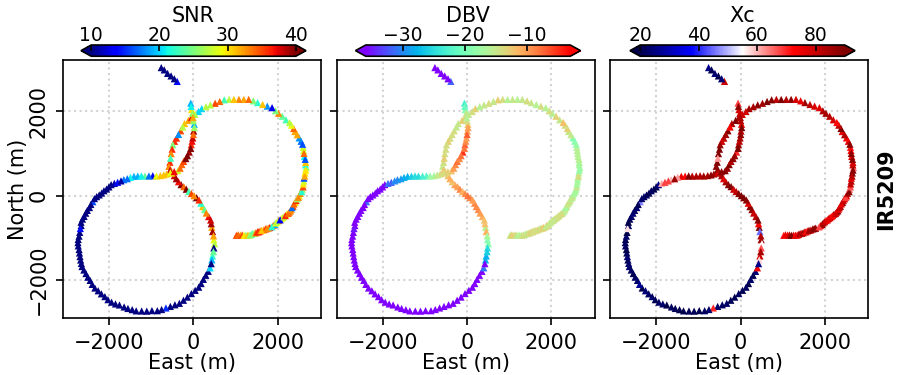 SNR DBV Xc
10 20 30 40 −30 −20 −10 20 40 60 80
2000
0
−2000
North (m)
IR5209
−2000 0 2000 −2000 0 2000 −2000 0 2000
East (m) East (m) East (m)